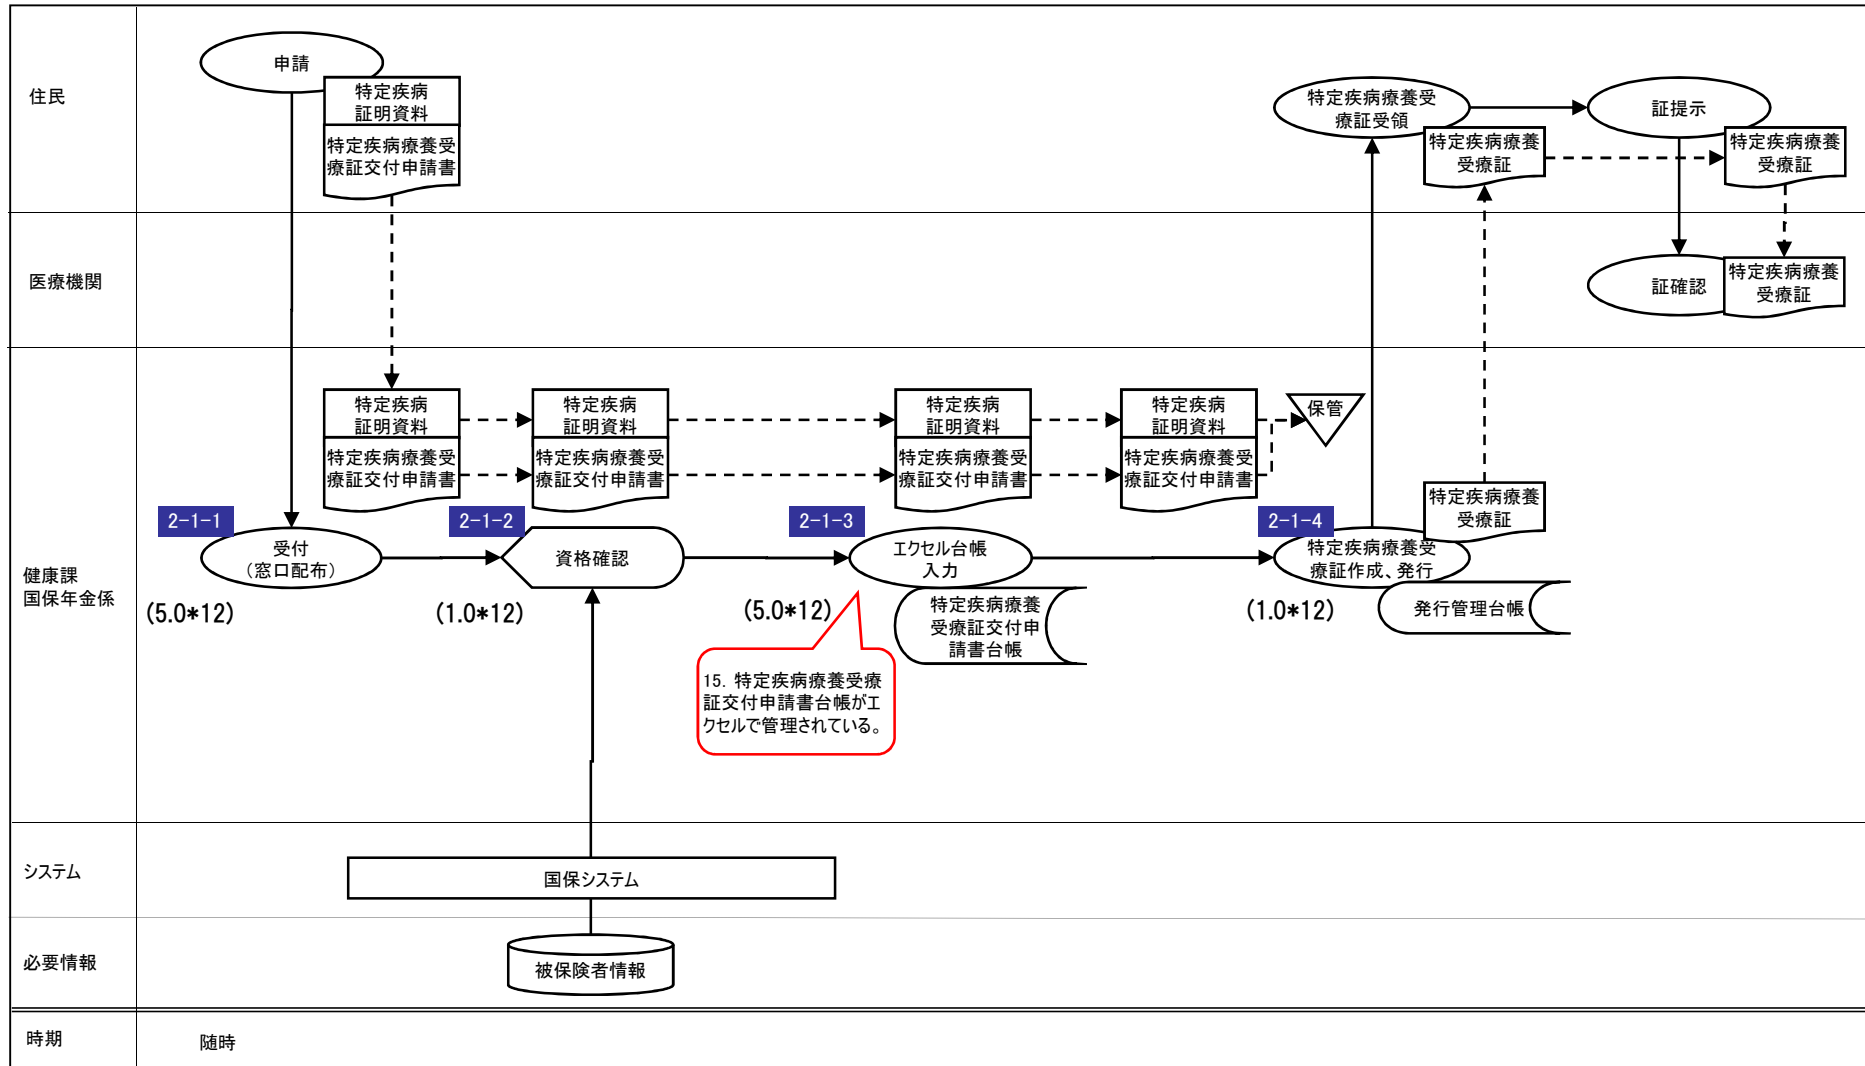 住民
申請
特定疾病
証明資料
特定疾病療養受
療証交付申請書
特定疾病療養受
療証受領
特定疾病療養
受療証
証提示
特定疾病療養
受療証
医療機関
証確認
特定疾病療養
受療証
健康課
国保年金係
特定疾病
証明資料
特定疾病療養受
療証交付申請書
特定疾病
証明資料
特定疾病療養受
療証交付申請書
特定疾病
証明資料
特定疾病療養受
療証交付申請書
特定疾病
証明資料
特定疾病療養受
療証交付申請書
保管
特定疾病療養
受療証
2-1-1
受付
（窓口配布）
(5.0*12)
2-1-2
資格確認
(1.0*12)
2-1-3
エクセル台帳
入力
(5.0*12)
特定疾病療養
受療証交付申
請書台帳
2-1-4
特定疾病療養受
療証作成、発行
(1.0*12)
発行管理台帳
15. 特定疾病療養受療
証交付申請書台帳がエ
クセルで管理されている。
システム
国保システム
必要情報
被保険者情報
時期
随時